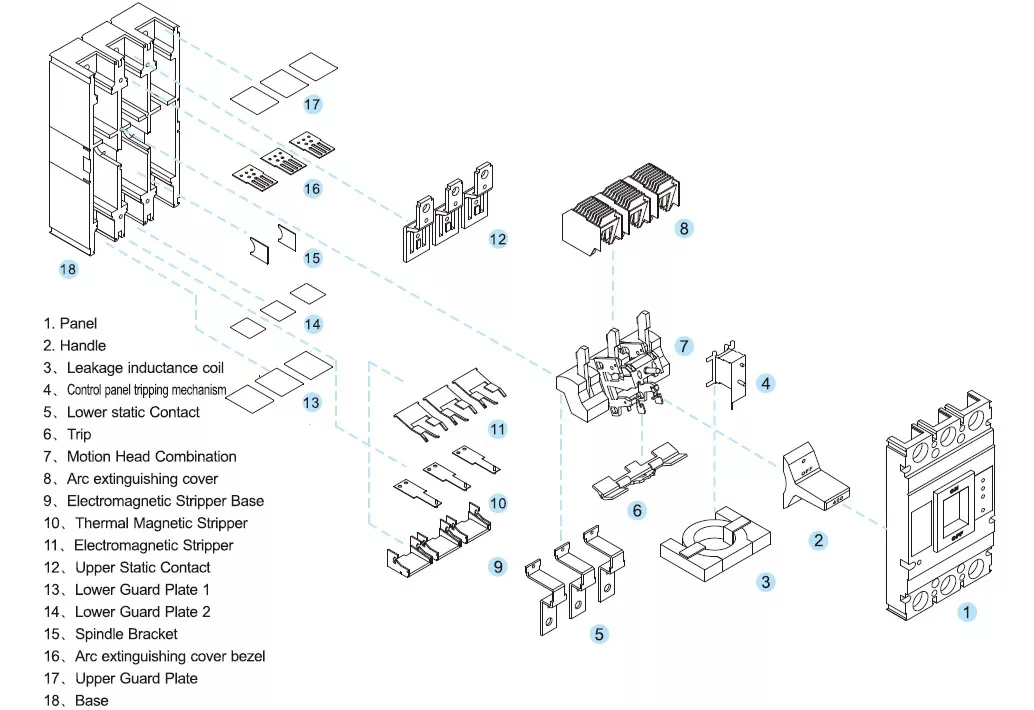 17
16
12
8
15
18
14
7
4
13
11
10
6
OFF
2
9
3
5
ON
OFF
1
1. Panel
2. Handle
3、Leakage inductance coil
4、Control panel tripping mechanism
5、Lower static Contact
6、Trip
7、Motion Head Combination
8、Arc extinguishing cover
9、Electromagnetic Stripper Base
10、Thermal Magnetic Stripper
11、Electromagnetic Stripper
12、Upper Static Contact
13、Lower Guard Plate 1
14、Lower Guard Plate 2
15、Spindle Bracket
16、Arc extinguishing cover bezel
17、Upper Guard Plate
18、Base